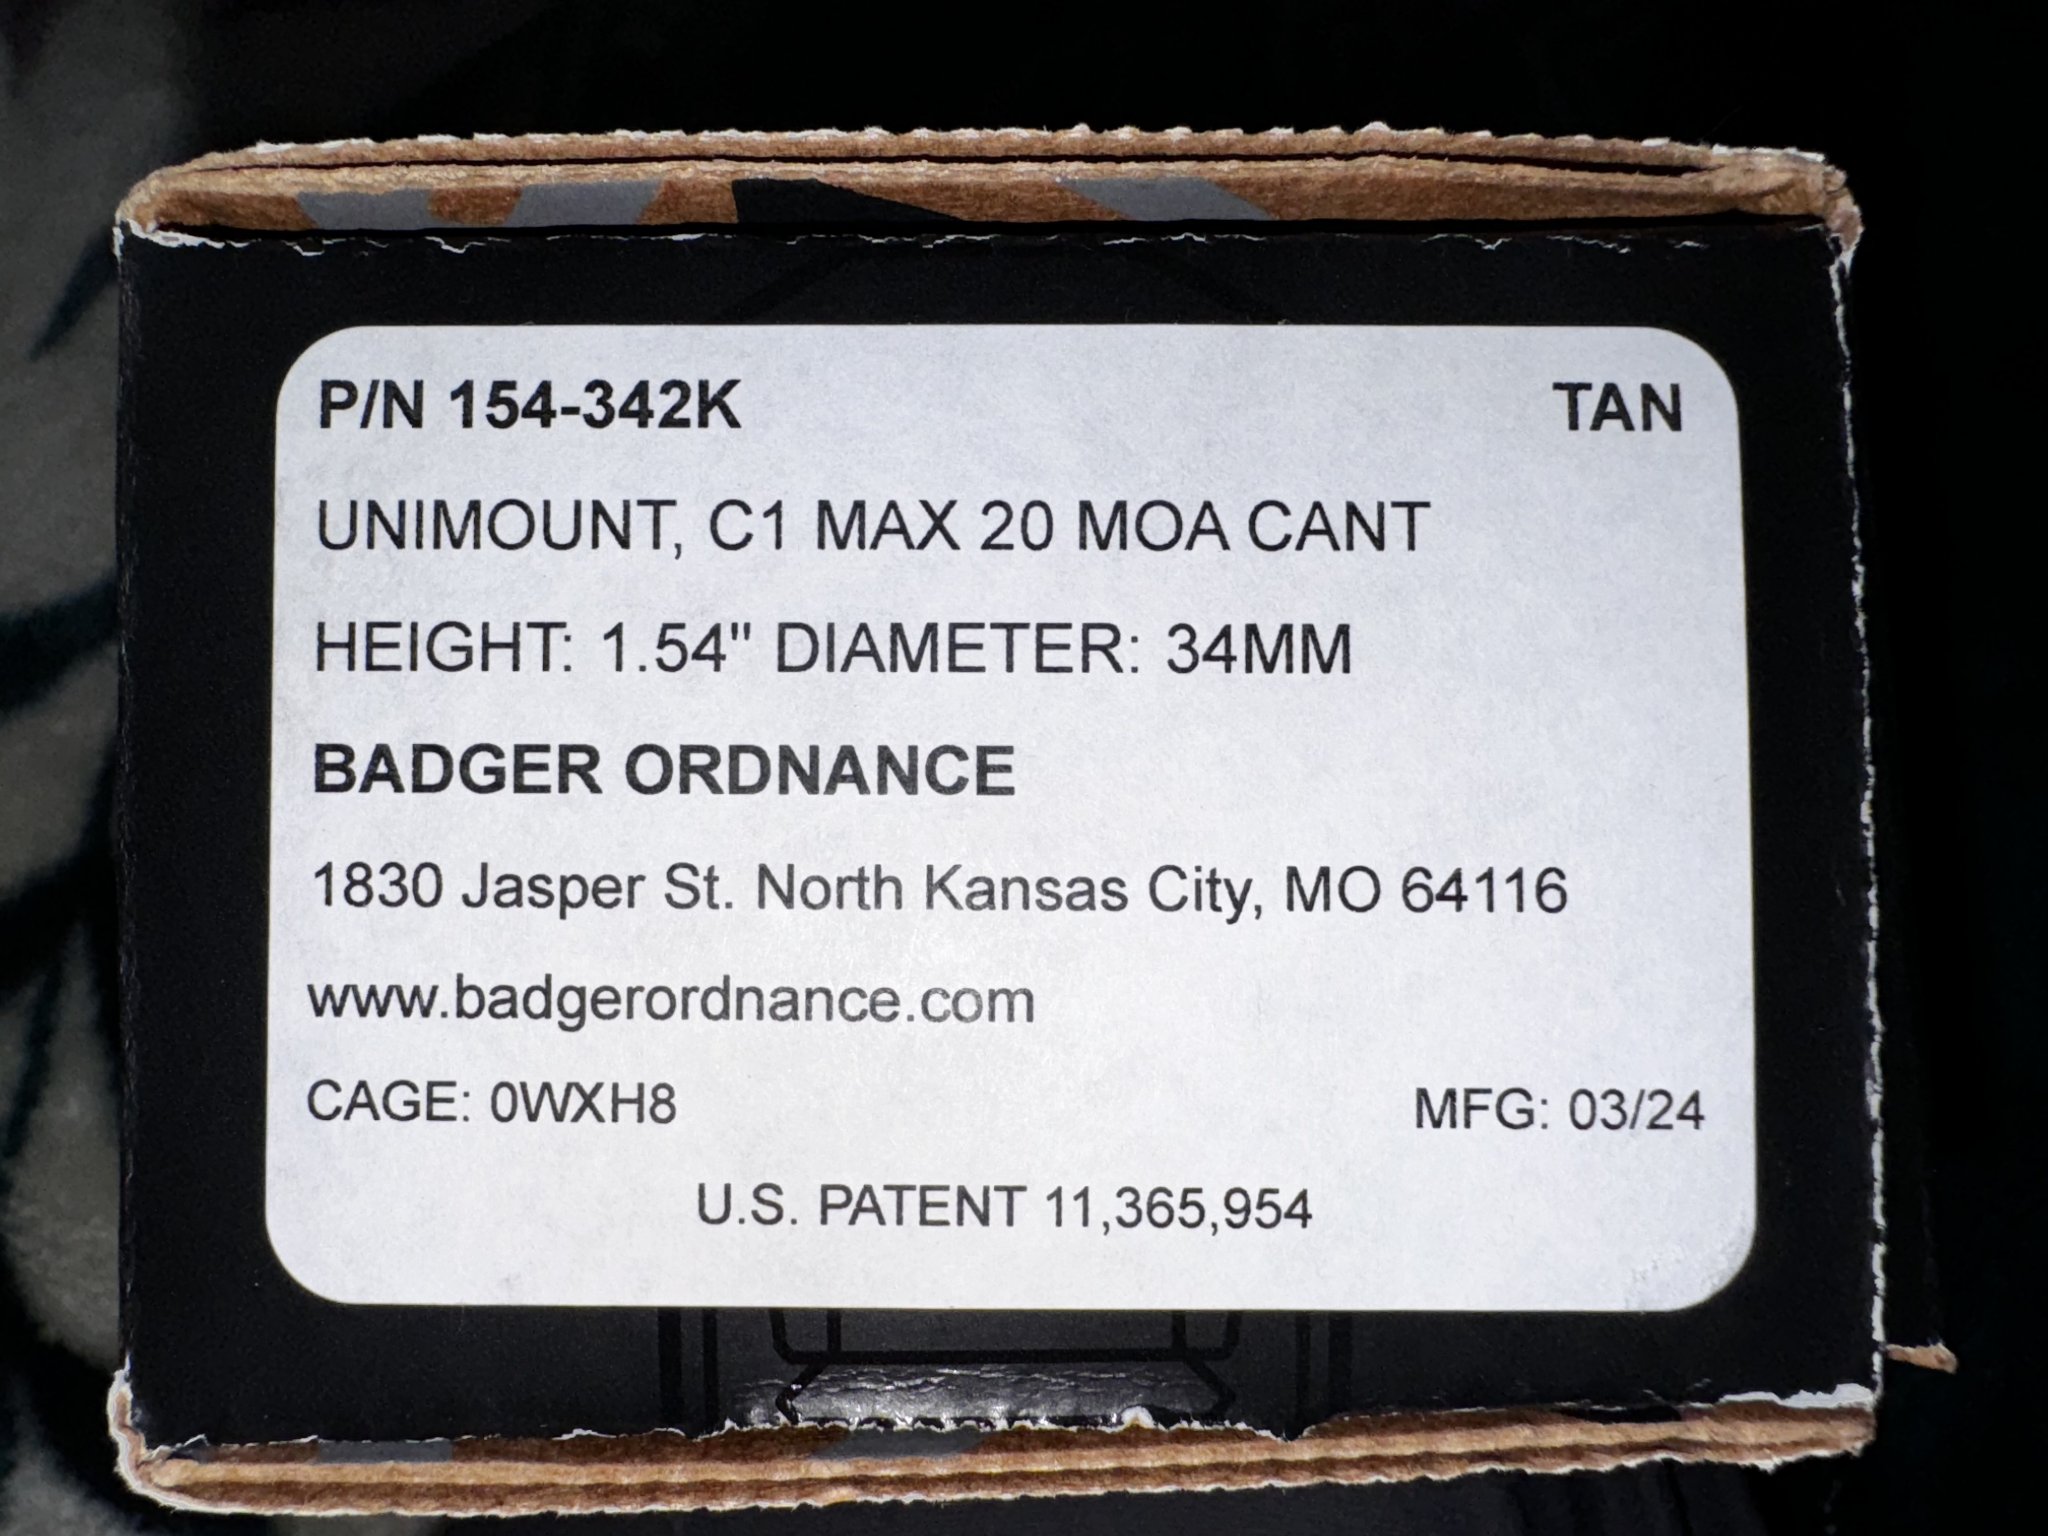 P/N 154-342K TAN
UNIMOUNT, C1 MAX 20 MOA CANT
HEIGHT: 1.54" DIAMETER: 34MM
BADGER ORDNANCE
1830 Jasper St. North Kansas City, MO 64116
www.badgerordnance.com
CAGE: 0WXH8 MFG: 03/24
U.S. PATENT 11,365,954